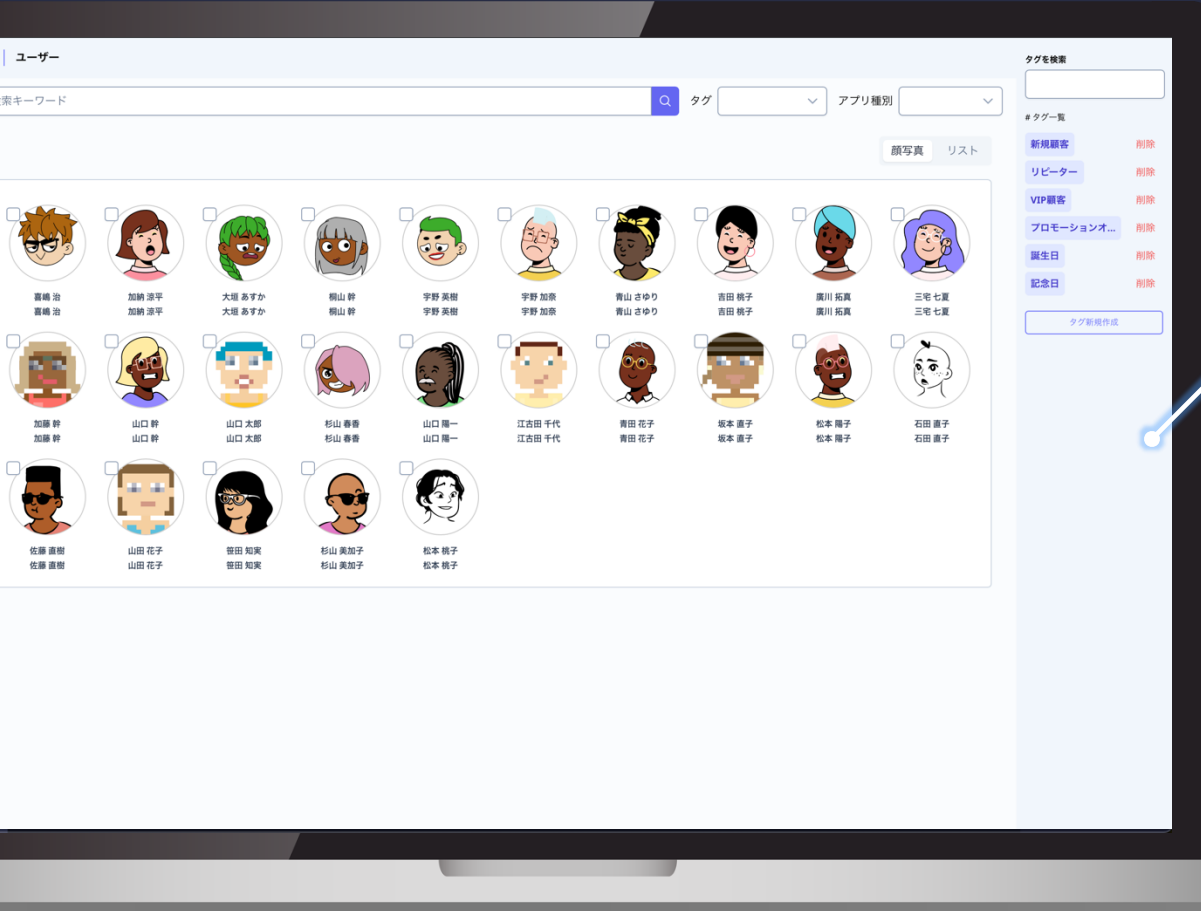 ユーザー
索キーワード
タグ
アプリ種別
顔写真 リスト
喜嶋 治 加納 涼平 大垣 あすか 桐山 幹 宇野 英樹 宇野 加奈 青山 さゆり 吉田 桃子 廣川 拓真 三宅 七夏
喜嶋 治 加納 涼平 大垣 あすか 桐山 幹 宇野 英樹 宇野 加奈 青山 さゆり 吉田 桃子 廣川 拓真 三宅 七夏
加藤 幹 山口 幹 山口 太郎 杉山 春香 山口 陽一 江古田 千代 青田 花子 坂本 直子 松本 陽子 石田 直子
加藤 幹 山口 幹 山口 太郎 杉山 春香 山口 陽一 江古田 千代 青田 花子 坂本 直子 松本 陽子 石田 直子
佐藤 直樹 山田 花子 笹田 知実 杉山 美加子 松本 桃子
佐藤 直樹 山田 花子 笹田 知実 杉山 美加子 松本 桃子
タグを検索
# タグ一覧
新規顧客 削除
リピーター 削除
VIP顧客 削除
プロモーションオ... 削除
誕生日 削除
記念日 削除
タグ新規作成